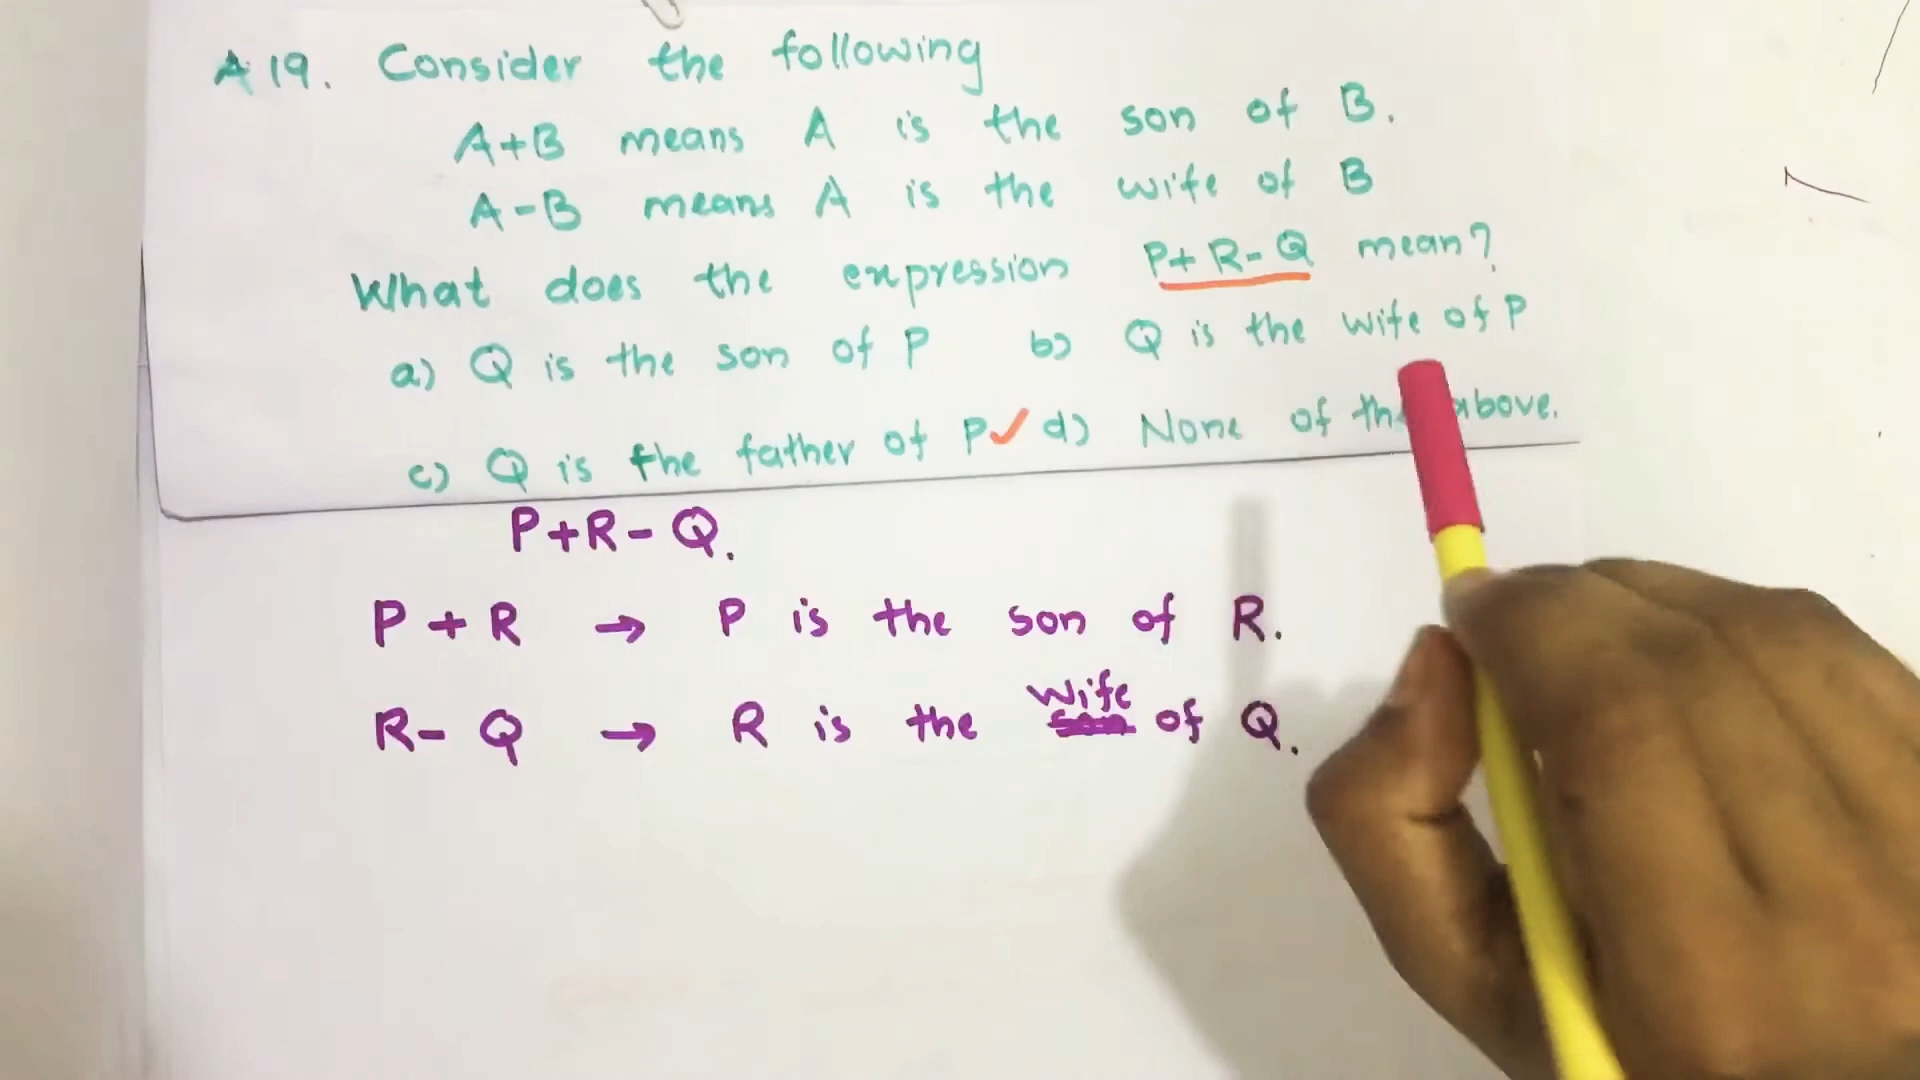 A19. Consider the following
A+B means A is the son of B.
A-B means A is the wife of B
What does the expression P+R-Q mean?
a) Q is the son of P b) Q is the wife of P
c) Q is the father of P✓ d) None of the above.
P+R-Q.
P+R → P is the son of R.
R-Q → R is the wife of Q.